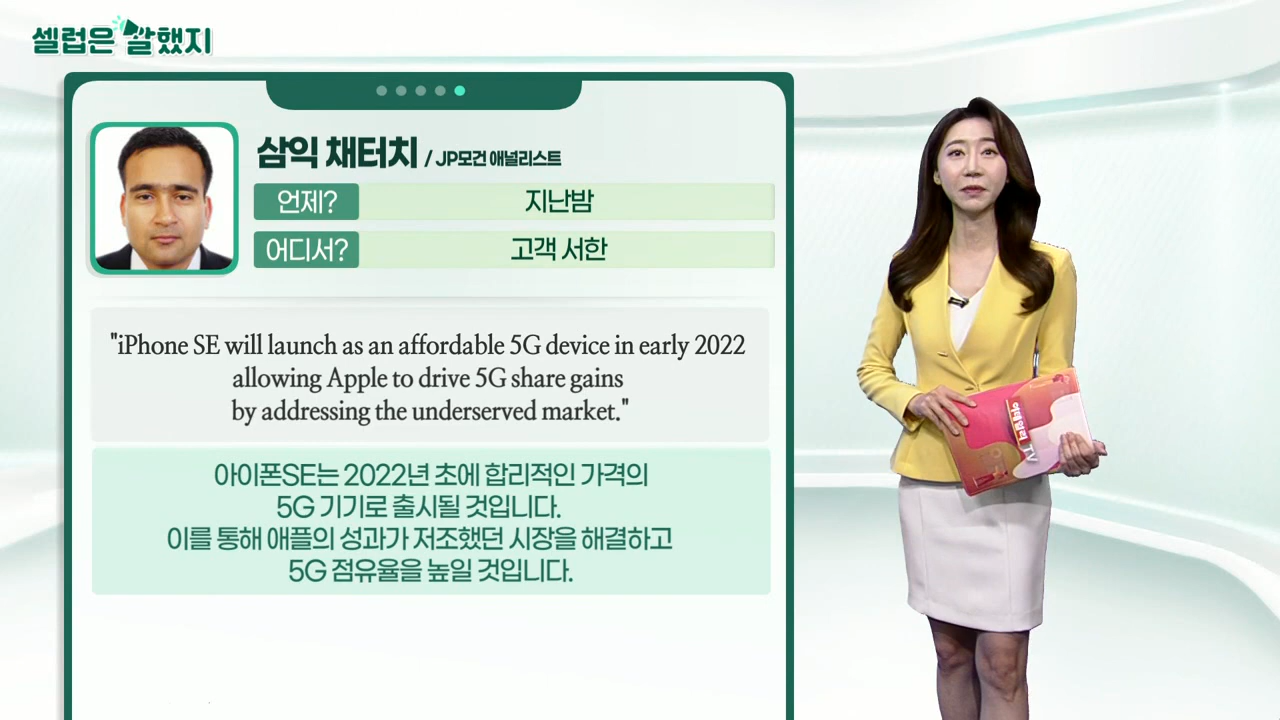 셀럽은 말했지
삼익 채터치 / JP모건 애널리스트
언제? 지난밤
어디서? 고객 서한
"iPhone SE will launch as an affordable 5G device in early 2022
allowing Apple to drive 5G share gains
by addressing the underserved market."
아이폰SE는 2022년 초에 합리적인 가격의
5G 기기로 출시될 것입니다.
이를 통해 애플의 성과가 저조했던 시장을 해결하고
5G 점유율을 높일 것입니다.
이데일리 TV